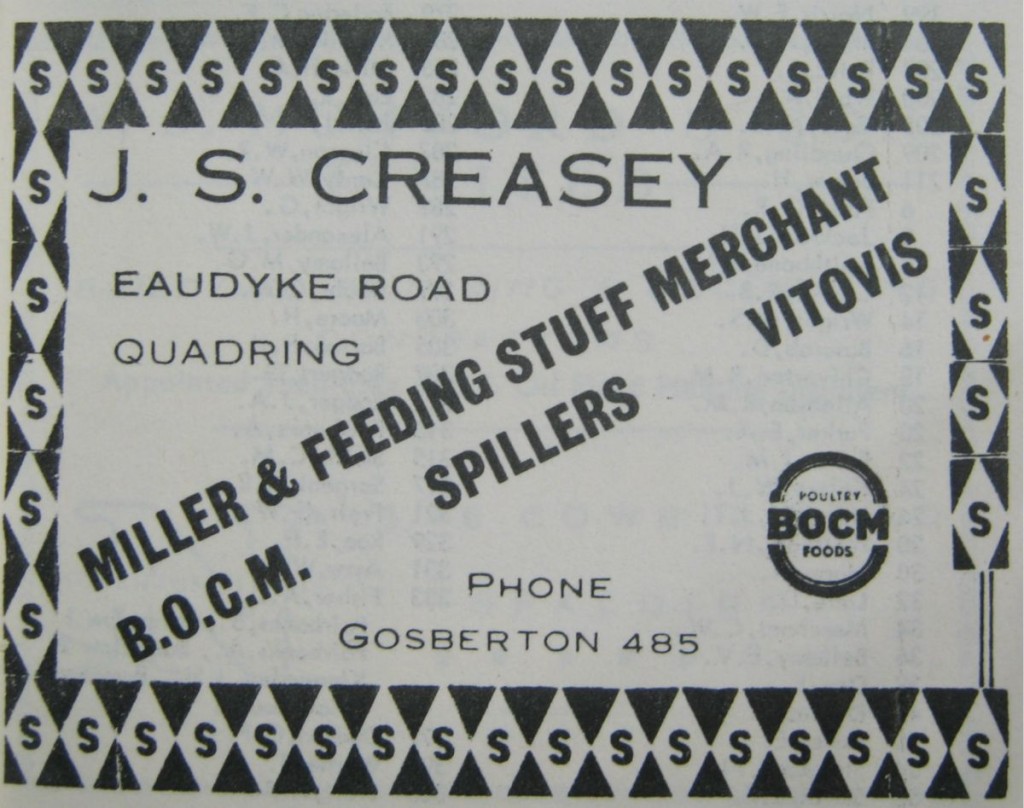 S S S S S S S S S S S S S S S S S
J. S. CREASEY
EAUDYKE ROAD
QUADRING
MILLER & FEEDING STUFF MERCHANT
B.O.C.M. SPILLERS VITOVIS
POULTRY
BOCM
FOODS
PHONE
GOSBERTON 485
S
S
S
S
S
S
S
S
S
S S S S S S S S S S S S S S S S S